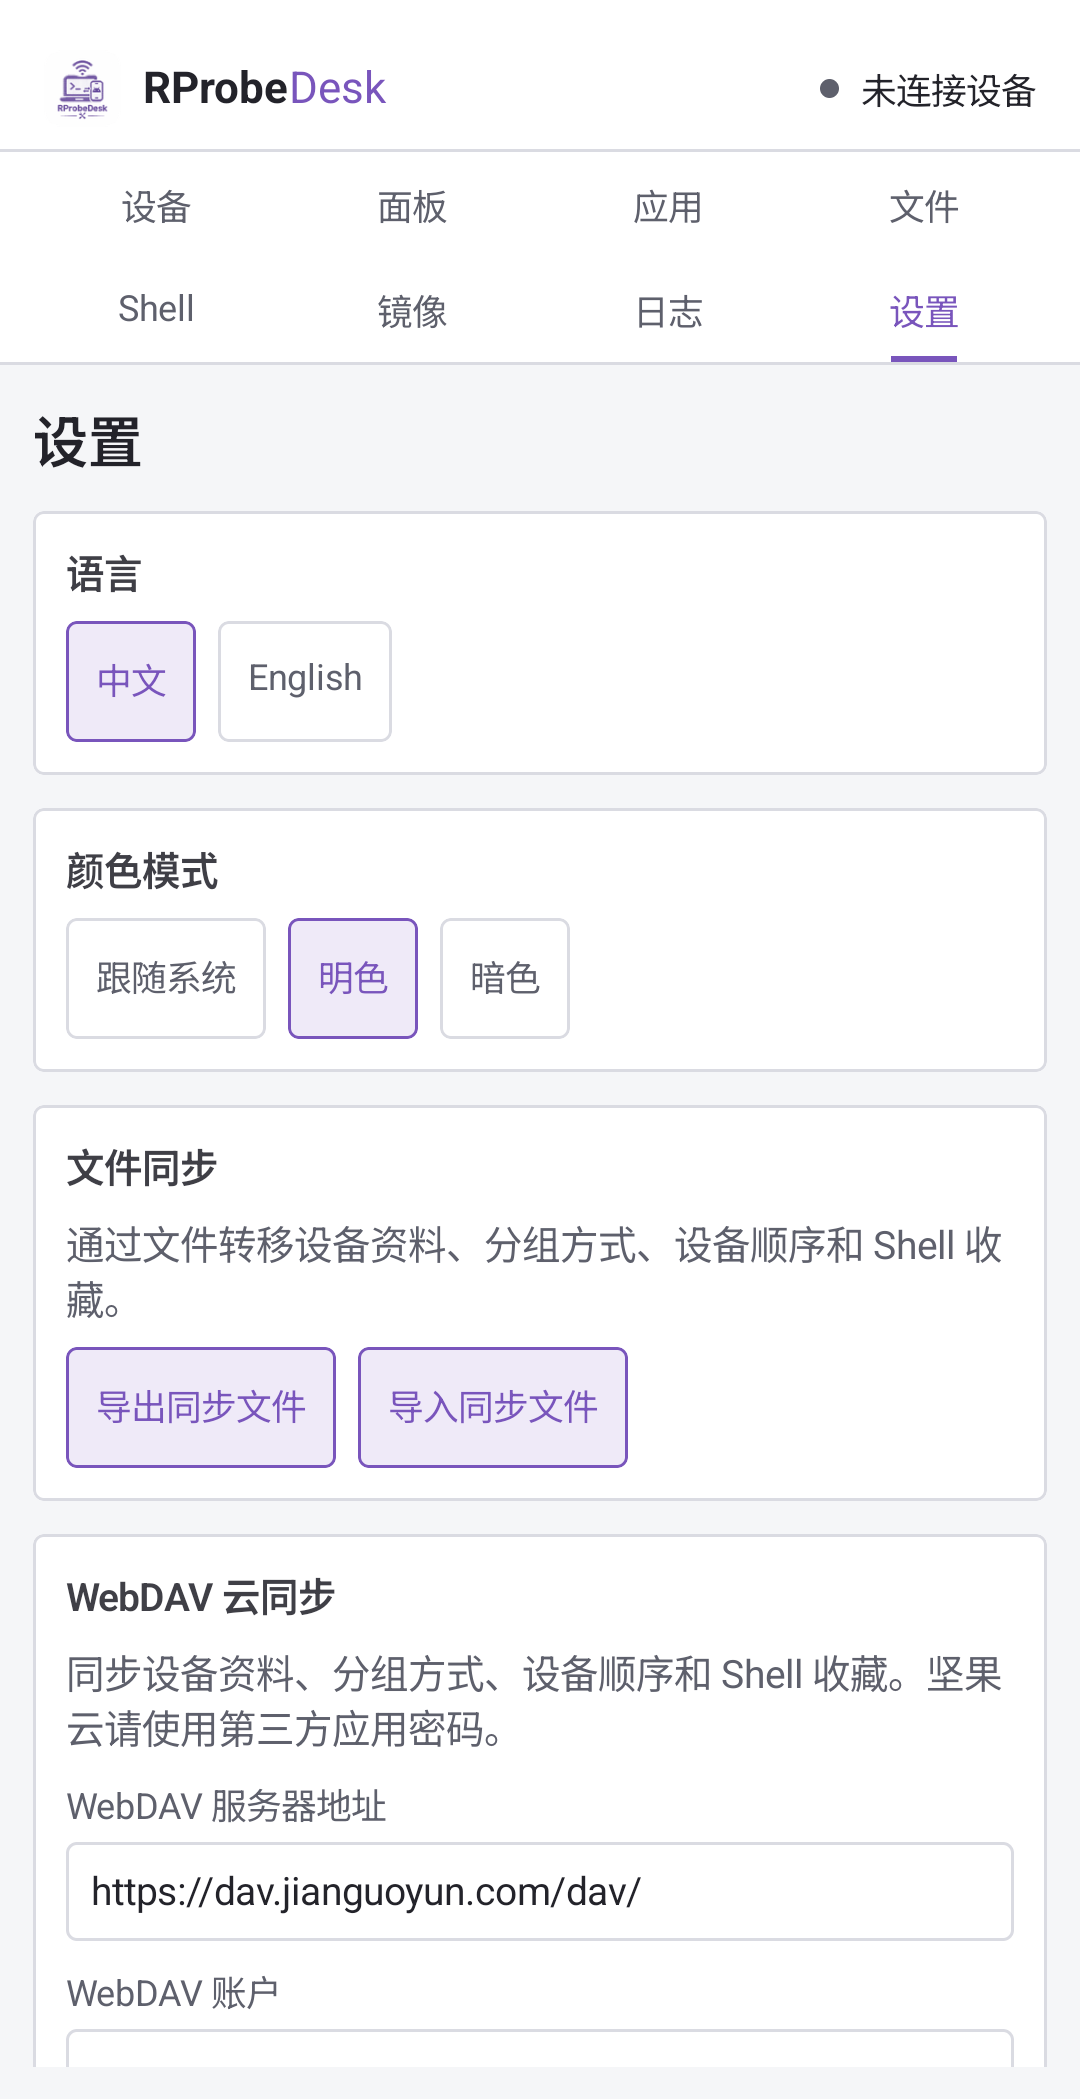 RProbeDesk
RProbeDesk
未连接设备
设备
面板
应用
文件
Shell
镜像
日志
设置
设置
语言
中文
English
颜色模式
跟随系统
明色
暗色
文件同步
通过文件转移设备资料、分组方式、设备顺序和 Shell 收
藏。
导出同步文件
导入同步文件
WebDAV 云同步
同步设备资料、分组方式、设备顺序和 Shell 收藏。坚果
云请使用第三方应用密码。
WebDAV 服务器地址
https://dav.jianguoyun.com/dav/
WebDAV 账户